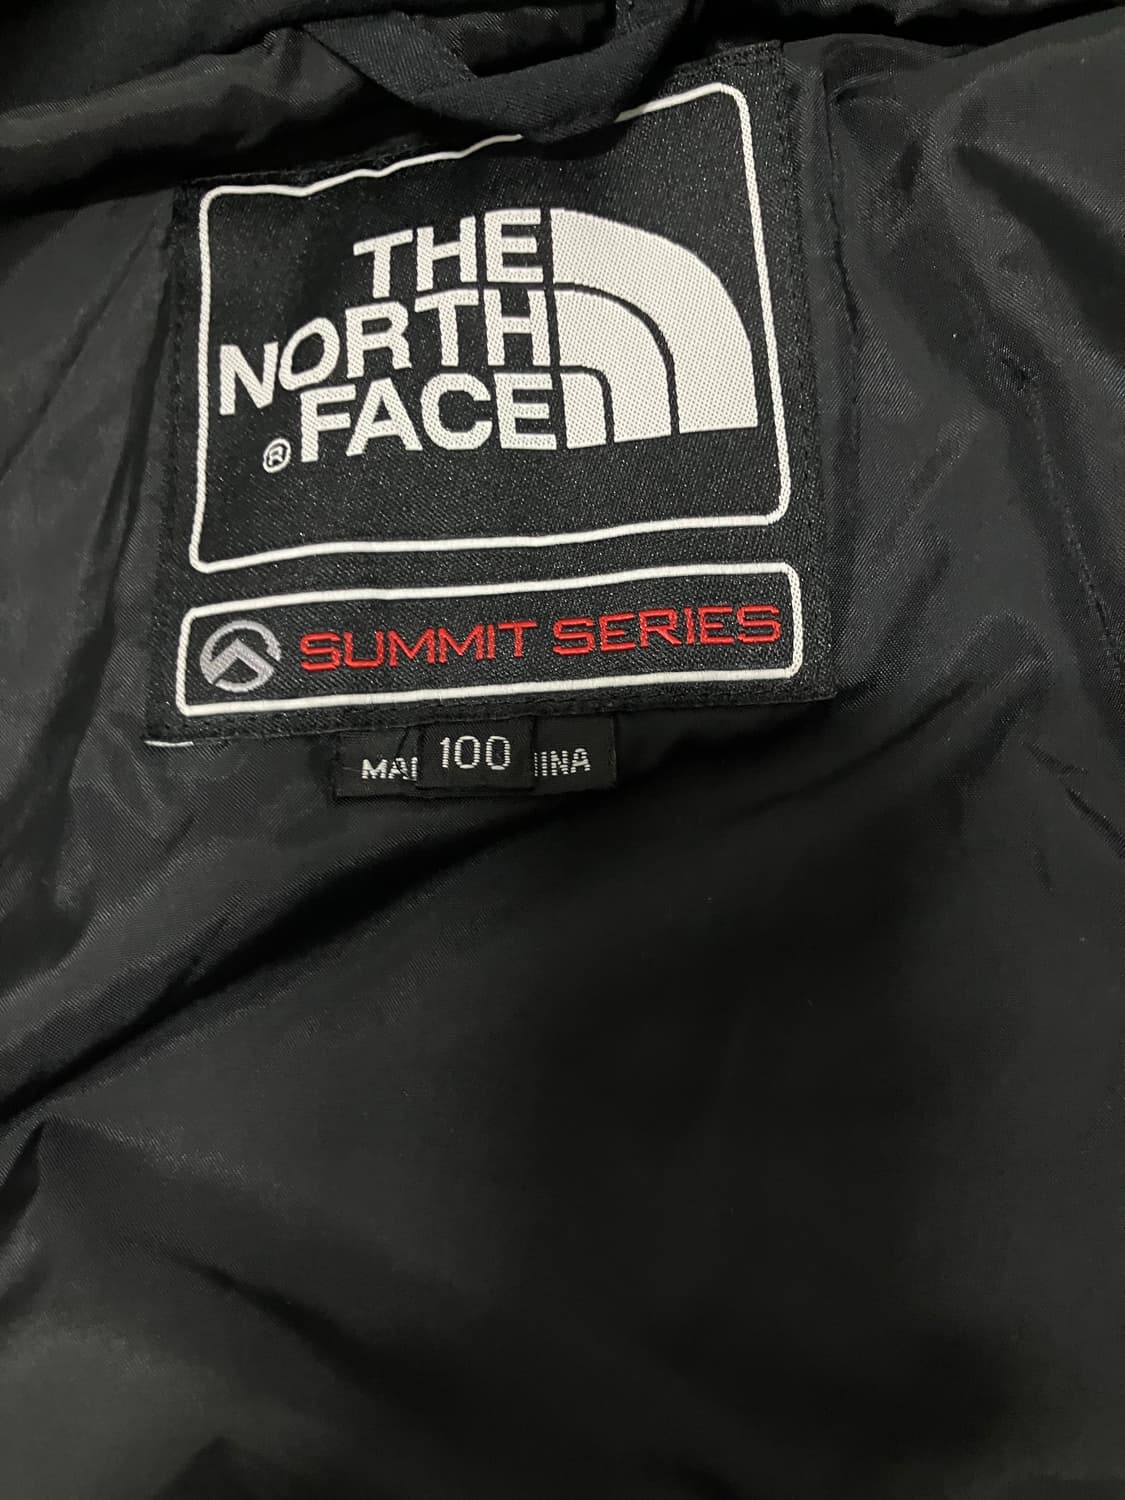 THE
NORTH
® FACE
SUMMIT SERIES
100